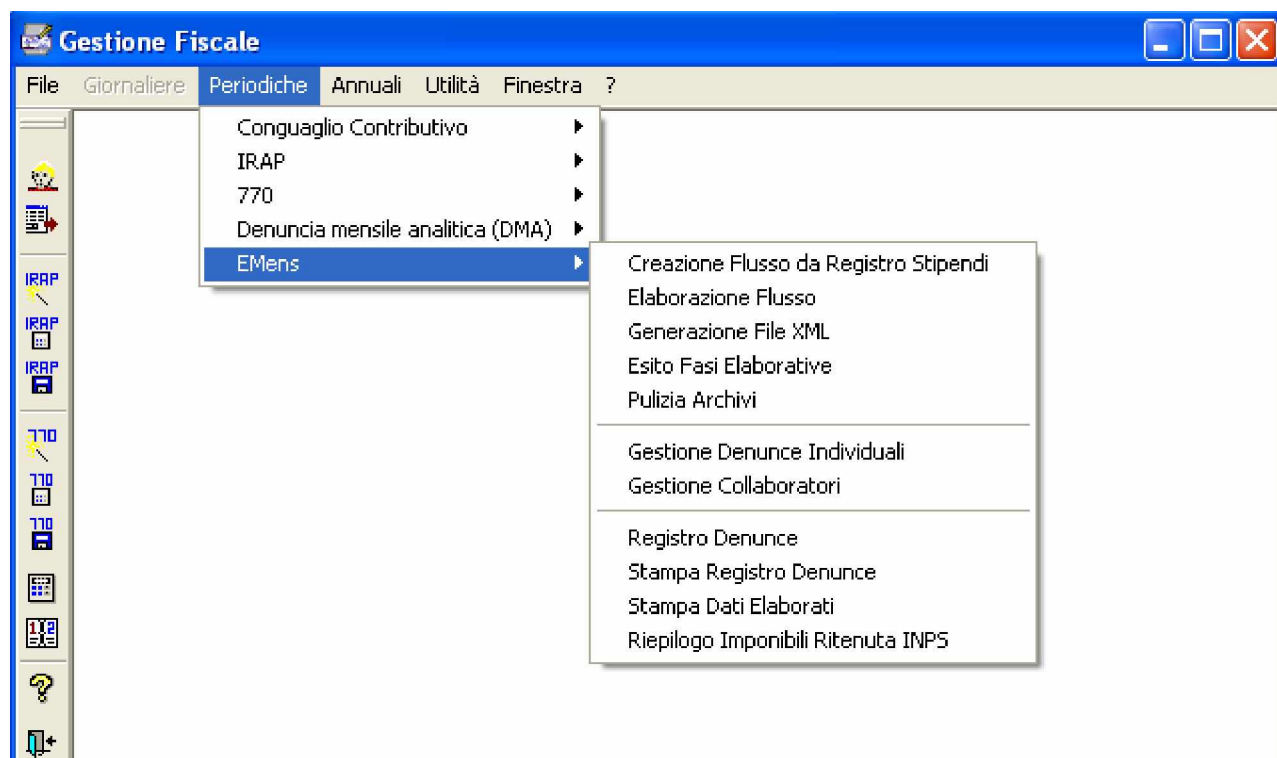 Gestione Fiscale
File Giornaliere Periodiche Annuali Utilità Finestra ?
Conguaglio Contributivo
IRAP
770
Denuncia mensile analitica (DMA)
EMens
Creazione Flusso da Registro Stipendi
Elaborazione Flusso
Generazione File XML
Esito Fasi Elaborative
Pulizia Archivi
Gestione Denunce Individuali
Gestione Collaboratori
Registro Denunce
Stampa Registro Denunce
Stampa Dati Elaborati
Riepilogo Imponibili Ritenuta INPS
IRAP
IRAP
IRAP
770
770
770
1 2
?